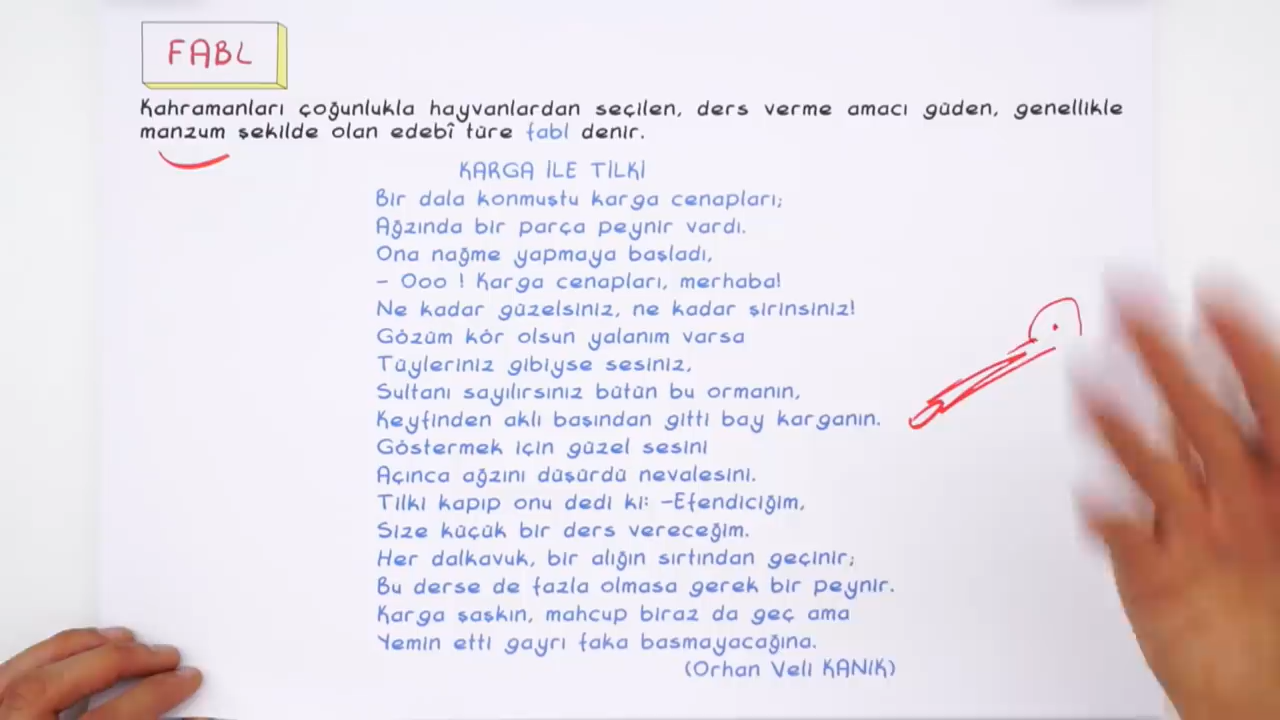 FABL
Kahramanları çoğunlukla hayvanlardan seçilen, ders verme amacı güden, genellikle
manzum şekilde olan edebî türe fabl denir.
KARGA İLE TİLKİ
Bir dala konmuştu karga cenapları;
Ağzında bir parça peynir vardı.
Ona nağme yapmaya başladı,
- Ooo ! Karga cenapları, merhaba!
Ne kadar güzelsiniz, ne kadar şirinsiniz!
Gözüm kör olsun yalanım varsa
Tüyleriniz gibiyse sesiniz,
Sultanı sayılırsınız bütün bu ormanın,
Keyfinden aklı başından gitti bay karganın.
Göstermek için güzel sesini
Açınca ağzını düşürdü nevalesini.
Tilki kapıp onu dedi ki: -Efendiciğim,
Size küçük bir ders vereceğim.
Her dalkavuk, bir alığın sırtından geçinir;
Bu derse de fazla olmasa gerek bir peynir.
Karga şaşkın, mahcup biraz da geç ama
Yemin etti gayrı faka basmayacağına.
(Orhan Veli KANIK)